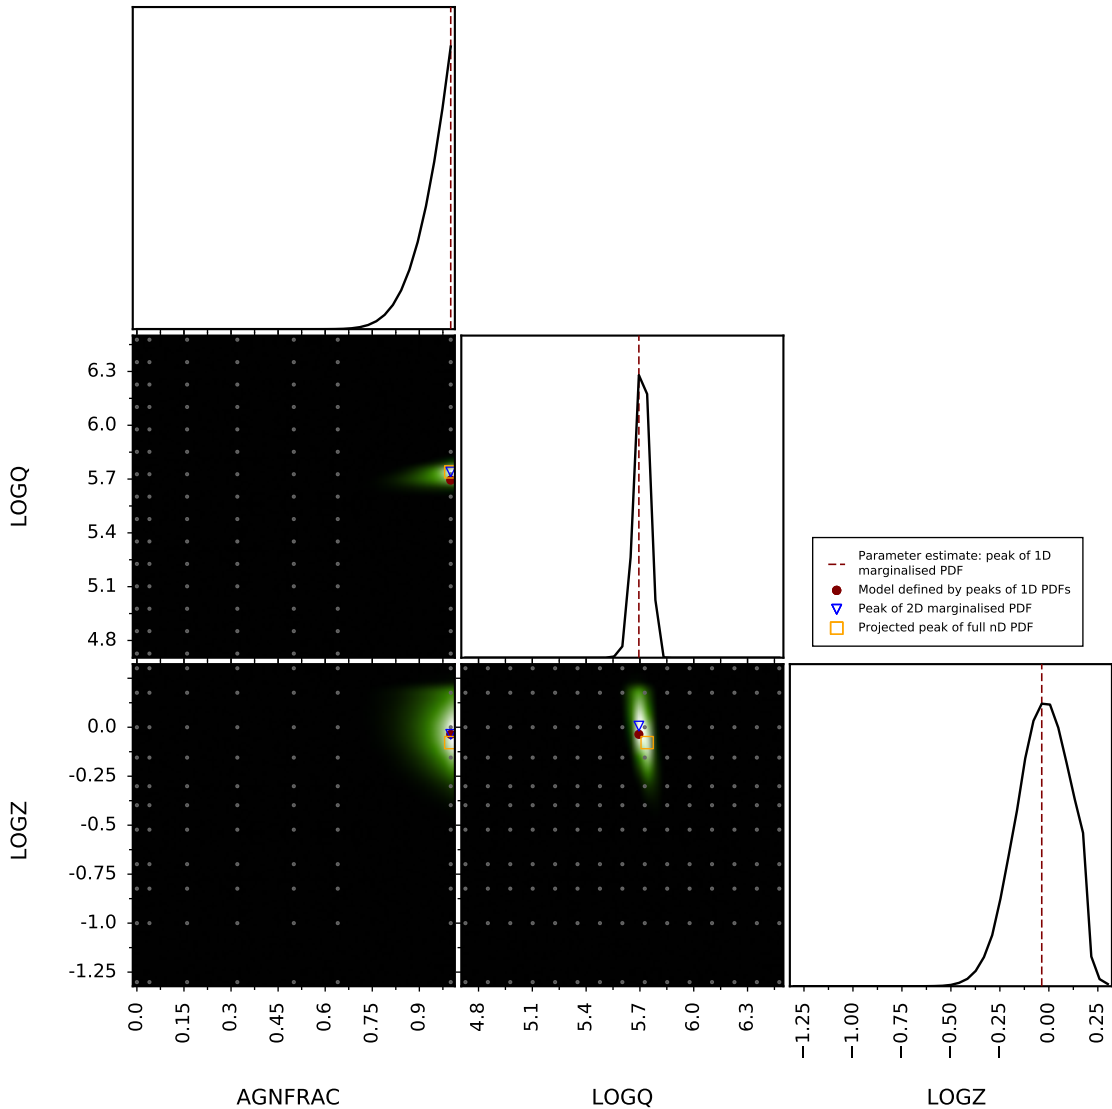 6.3
6.0
5.7
5.4
5.1
4.8
LOGQ
Parameter estimate: peak of 1D
marginalised PDF
Model defined by peaks of 1D PDFs
Peak of 2D marginalised PDF
Projected peak of full nD PDF
0.0
-0.25
-0.5
-0.75
-1.0
-1.25
LOGZ
0.0 0.15 0.3 0.45 0.6 0.75 0.9
4.8 5.1 5.4 5.7 6.0 6.3
−1.25 −1.00 −0.75 −0.50 −0.25 0.00 0.25
AGNFRAC LOGQ LOGZ